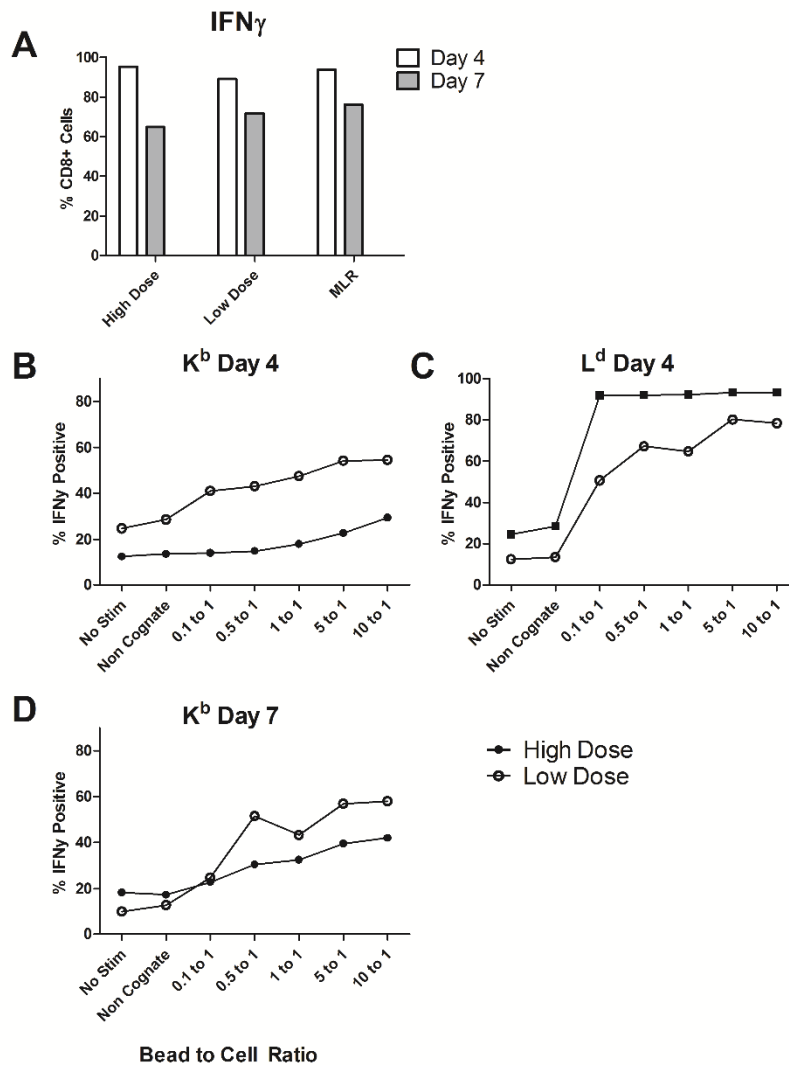 A
IFNγ
% CD8+ Cells
100
80
60
40
20
0
High Dose
Low Dose
MLR
Day 4
Day 7
B
Kᵇ Day 4
% IFNy Positive
80
60
40
20
0
No Stim
Non Cognate
0.1 to 1
0.5 to 1
1 to 1
5 to 1
10 to 1
C
Lᵈ Day 4
% IFNy Positive
100
80
60
40
20
0
No Stim
Non Cognate
0.1 to 1
0.5 to 1
1 to 1
5 to 1
10 to 1
D
Kᵇ Day 7
% IFNy Positive
80
60
40
20
0
No Stim
Non Cognate
0.1 to 1
0.5 to 1
1 to 1
5 to 1
10 to 1
High Dose
Low Dose
Bead to Cell Ratio